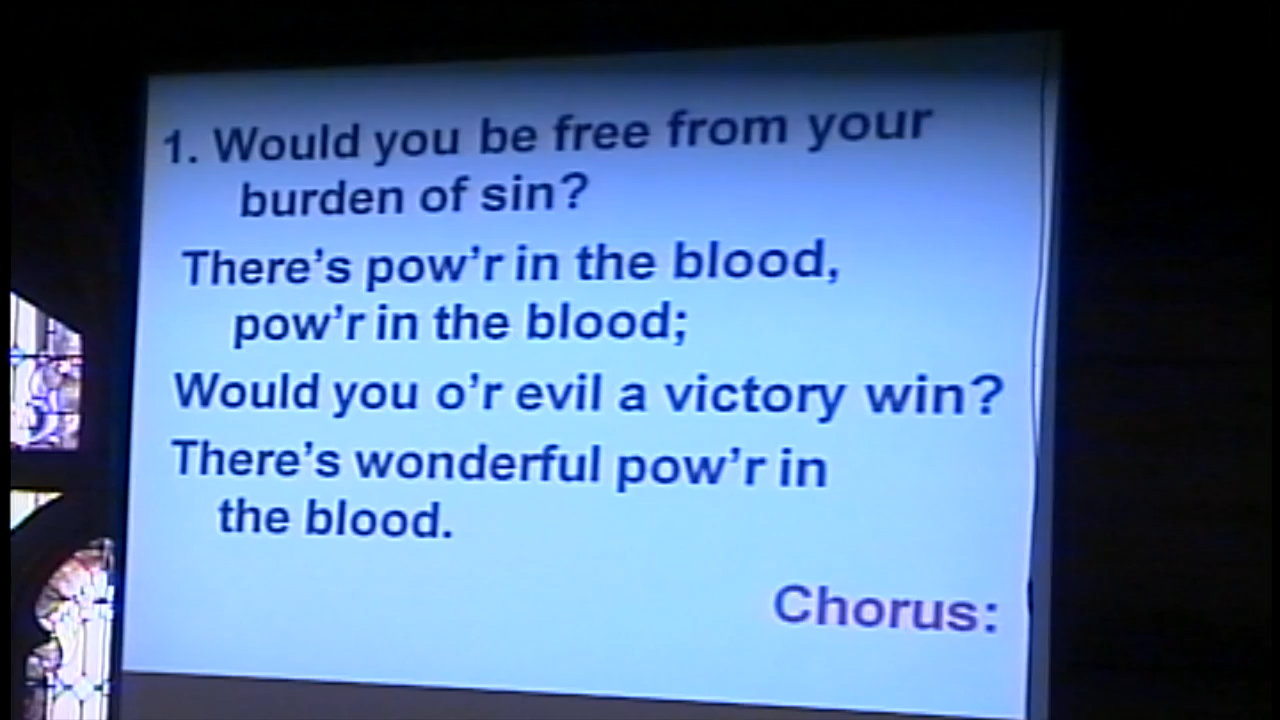 1. Would you be free from your
burden of sin?
There's pow'r in the blood,
pow'r in the blood;
Would you o'r evil a victory win?
There's wonderful pow'r in
the blood.
Chorus: